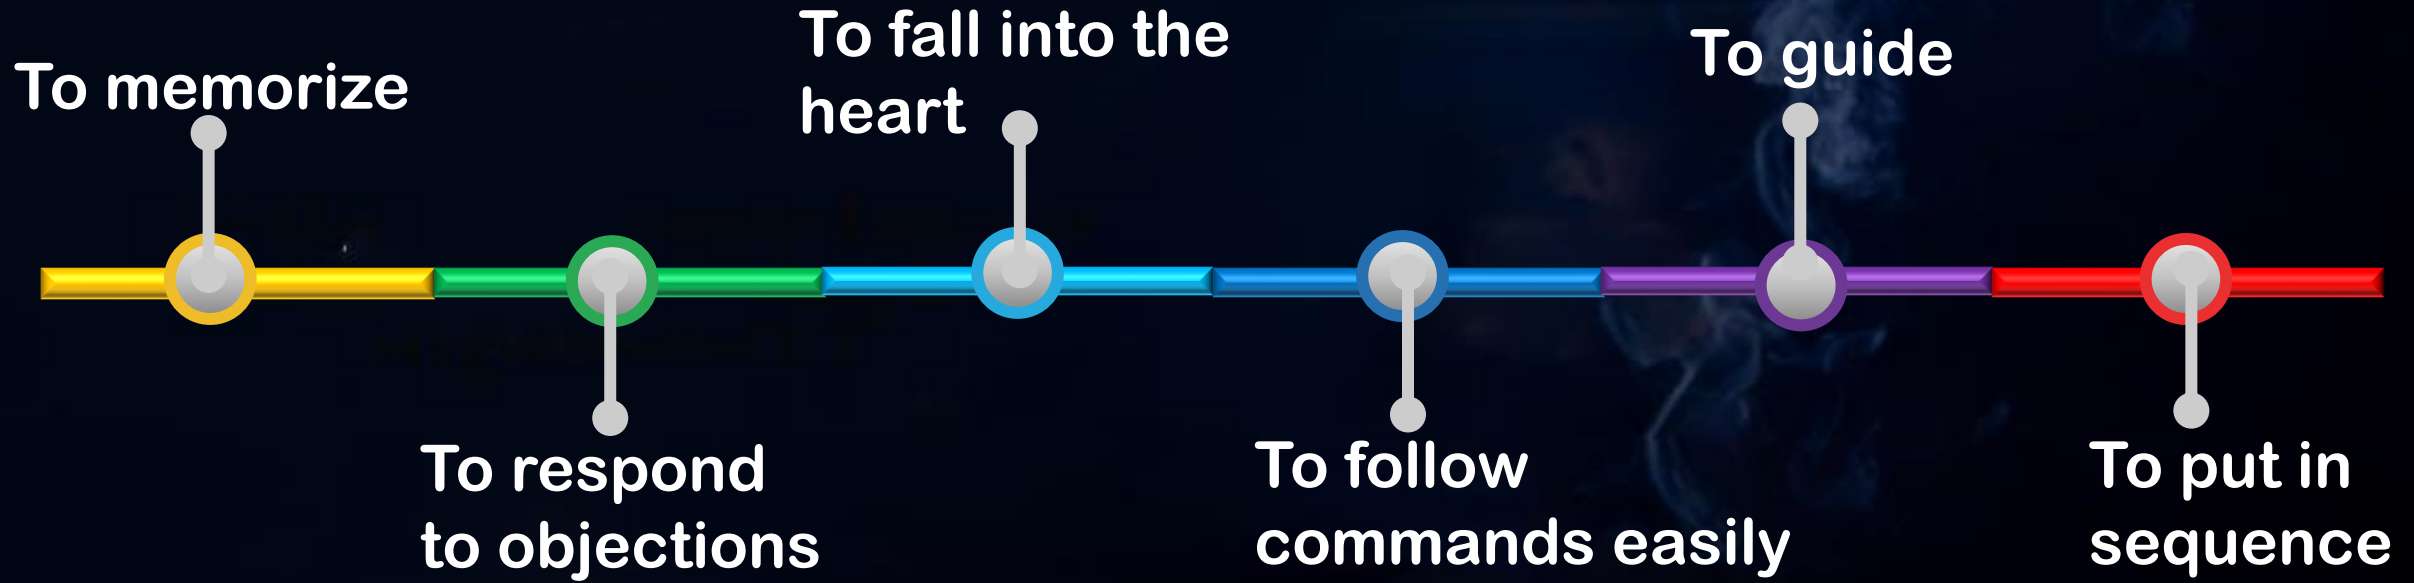 To memorize
To respond
to objections
To fall into the
heart
To follow
commands easily
To guide
To put in
sequence